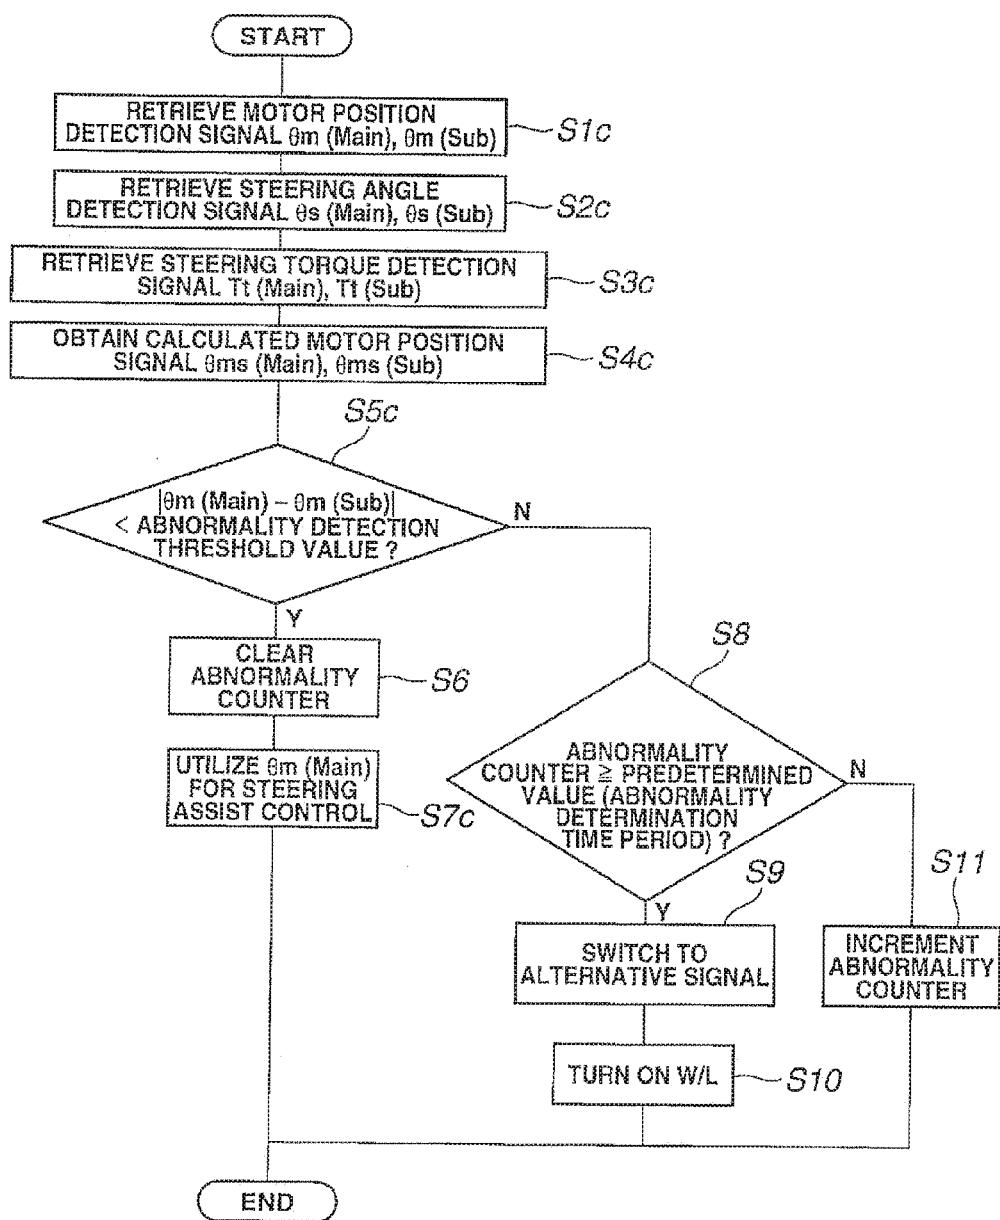 START
RETRIEVE MOTOR POSITION
DETECTION SIGNAL θm (Main), θm (Sub)
S1c
RETRIEVE STEERING ANGLE
DETECTION SIGNAL θs (Main), θs (Sub)
S2c
RETRIEVE STEERING TORQUE DETECTION
SIGNAL Tt (Main), Tt (Sub)
S3c
OBTAIN CALCULATED MOTOR POSITION
SIGNAL θms (Main), θms (Sub)
S4c
S5c
|θm (Main) – θm (Sub)|
< ABNORMALITY DETECTION
THRESHOLD VALUE ?
N
Y
CLEAR
ABNORMALITY
COUNTER
S6
UTILIZE θm (Main)
FOR STEERING
ASSIST CONTROL
S7c
S8
ABNORMALITY
COUNTER ≧ PREDETERMINED
VALUE (ABNORMALITY
DETERMINATION
TIME PERIOD) ?
N
Y
S9
SWITCH TO
ALTERNATIVE SIGNAL
S11
INCREMENT
ABNORMALITY
COUNTER
TURN ON W/L
S10
END